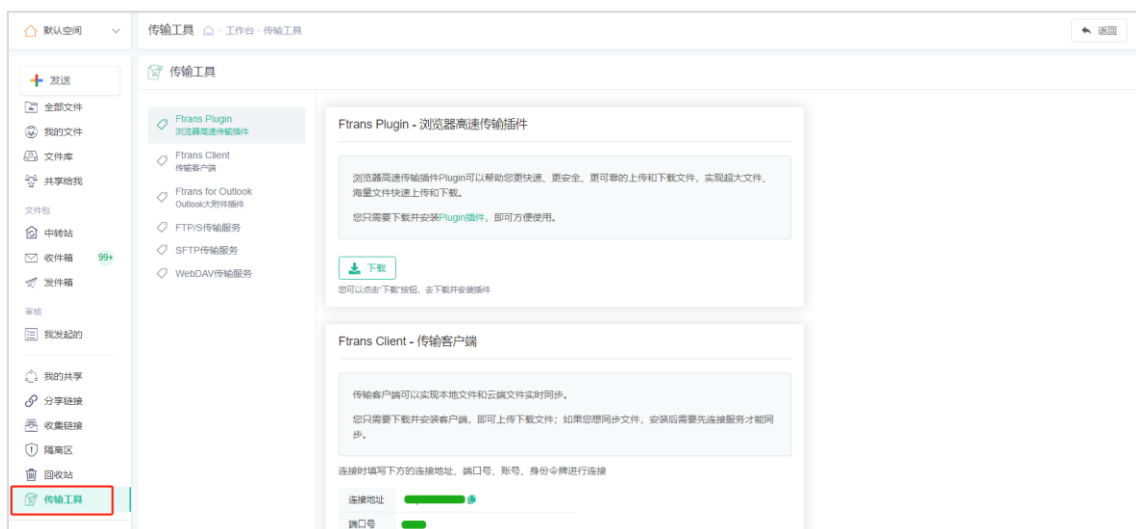 默认空间
传输工具
工作台 · 传输工具
返回
发送
全部文件
我的文件
文件库
共享给我
文件包
中转站
收件箱 99+
发件箱
审核
我发起的
我的共享
分享链接
收集链接
隔离区
回收站
传输工具
传输工具
Ftrans Plugin
浏览器高速传输插件
Ftrans Client
传输客户端
Ftrans for Outlook
Outlook大附件插件
FTP/S传输服务
SFTP传输服务
WebDAV传输服务
Ftrans Plugin - 浏览器高速传输插件
浏览器高速传输插件Plugin可以帮助您更快速、更安全、更可靠的上传和下载文件，实现超大文件、
海量文件快速上传和下载。
您只需要下载并安装Plugin插件，即可方便使用。
下载
您可以点击“下载”按钮，去下载并安装插件
Ftrans Client - 传输客户端
传输客户端可以实现本地文件和云端文件实时同步。
您只需要下载并安装客户端，即可上传下载文件；如果您想同步文件，安装后需要先连接服务才能同
步。
连接时填写下方的连接地址、端口号、账号、身份令牌进行连接
连接地址
端口号